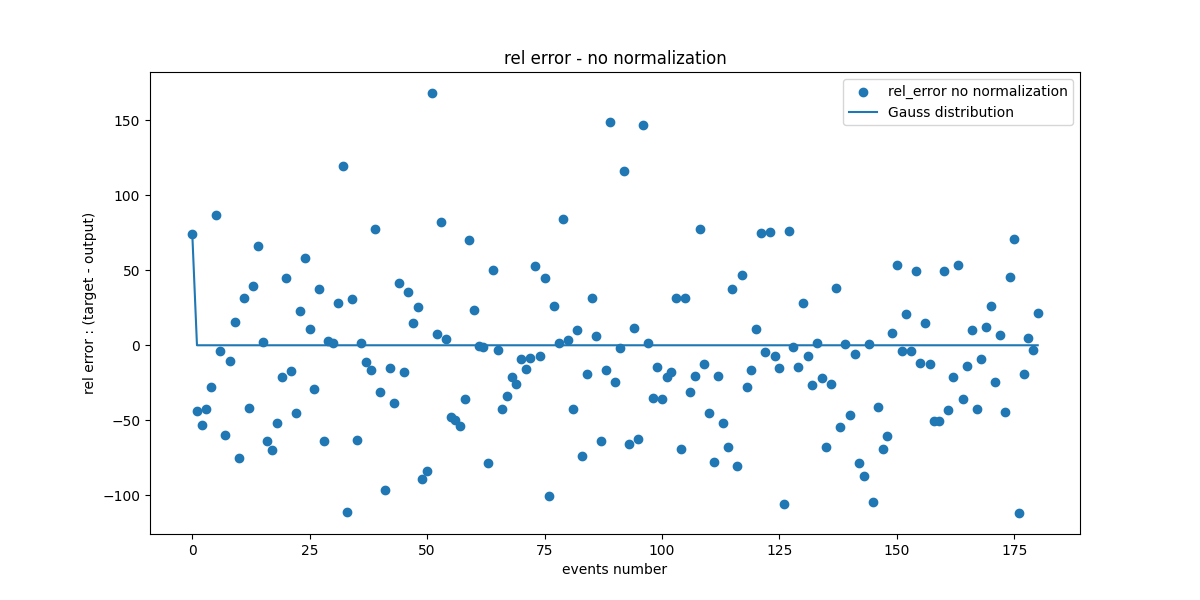 rel error - no normalization
rel_error no normalization
Gauss distribution
150
100
50
0
−50
−100
rel error : (target - output)
0
25
50
75
100
125
150
175
events number